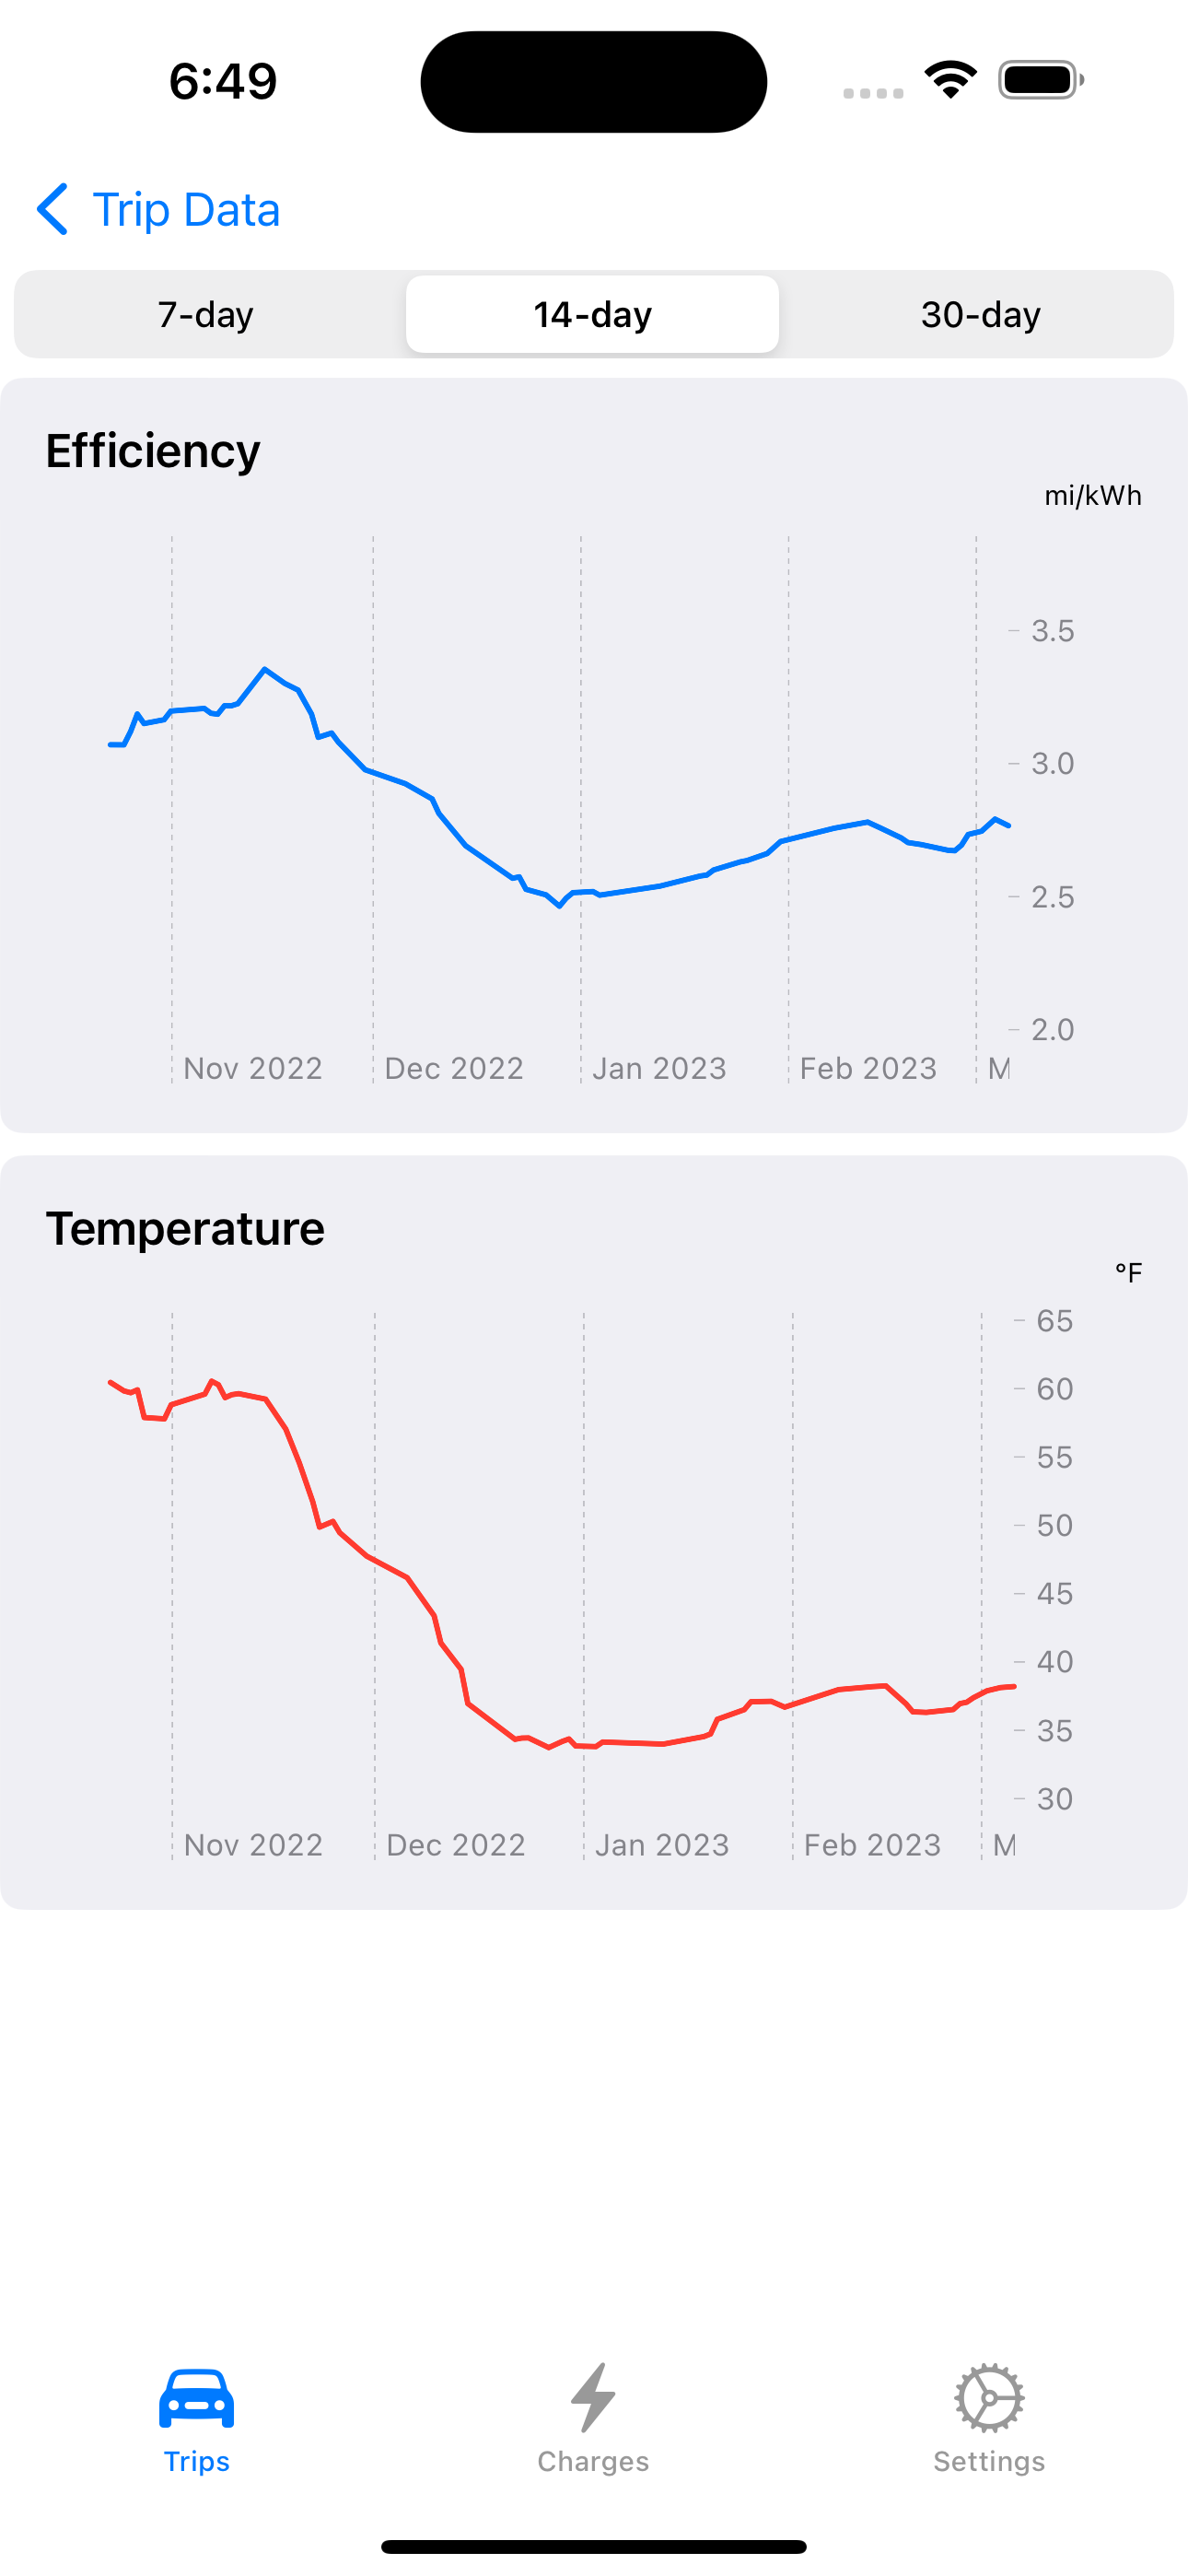 6:49
Trip Data
7-day 14-day 30-day
Efficiency
mi/kWh
3.5
3.0
2.5
2.0
Nov 2022 Dec 2022 Jan 2023 Feb 2023 M
Temperature
°F
65
60
55
50
45
40
35
30
Nov 2022 Dec 2022 Jan 2023 Feb 2023 M
Trips Charges Settings